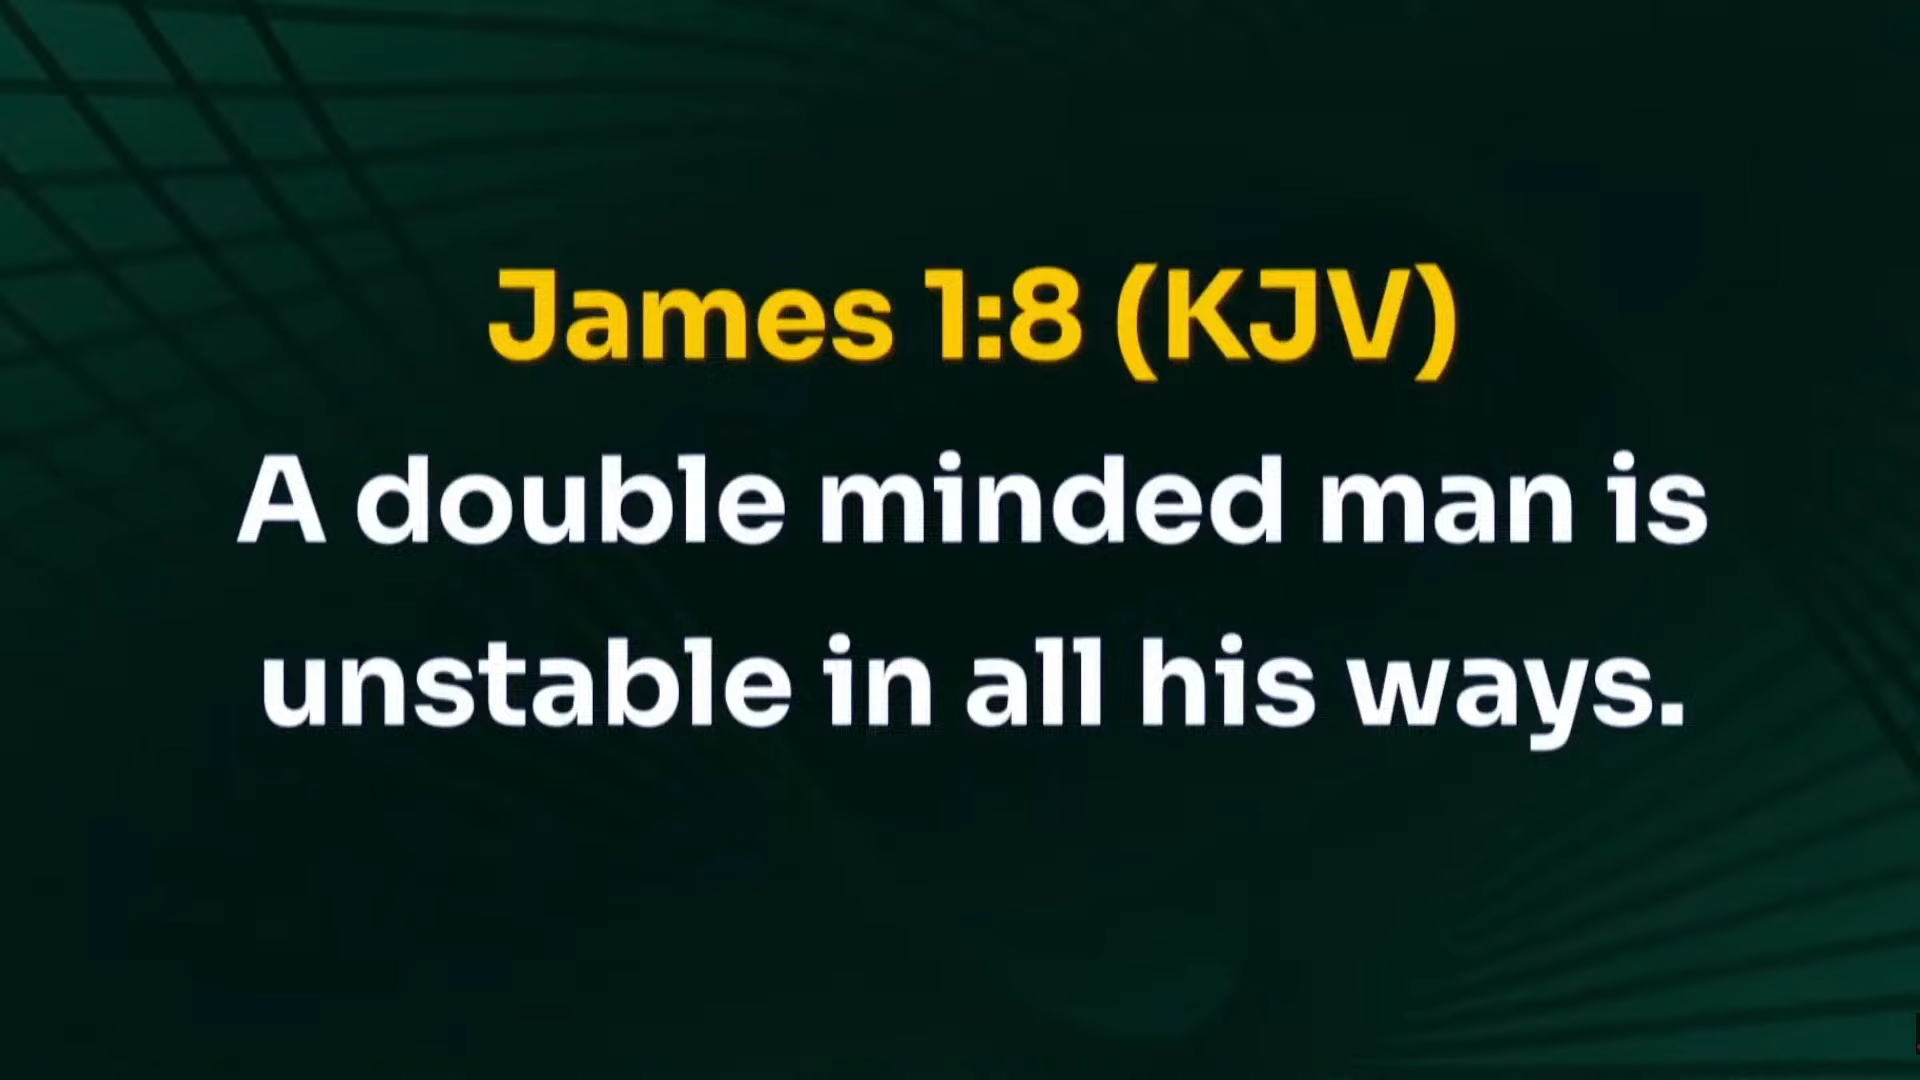 James 1:8 (KJV)
A double minded man is
unstable in all his ways.